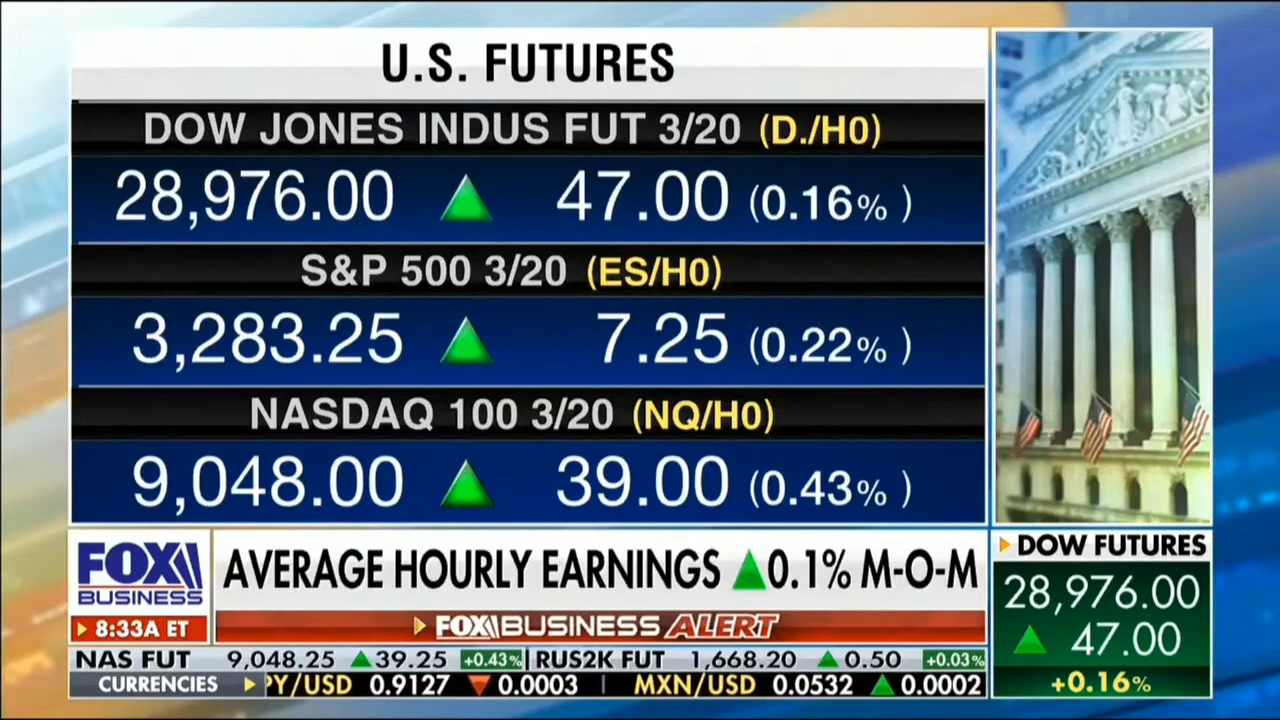 U.S. FUTURES
DOW JONES INDUS FUT 3/20 (D./H0)
28,976.00 ▲ 47.00 (0.16% )
S&P 500 3/20 (ES/H0)
3,283.25 ▲ 7.25 (0.22% )
NASDAQ 100 3/20 (NQ/H0)
9,048.00 ▲ 39.00 (0.43% )
FOX BUSINESS
8:33A ET
AVERAGE HOURLY EARNINGS ▲0.1% M-O-M
FOX BUSINESS ALERT
DOW FUTURES
28,976.00
▲ 47.00
+0.16%
NAS FUT 9,048.25 ▲39.25 +0.43% RUS2K FUT 1,668.20 ▲0.50 +0.03%
CURRENCIES PY/USD 0.9127 ▼0.0003 | MXN/USD 0.0532 ▲0.0002